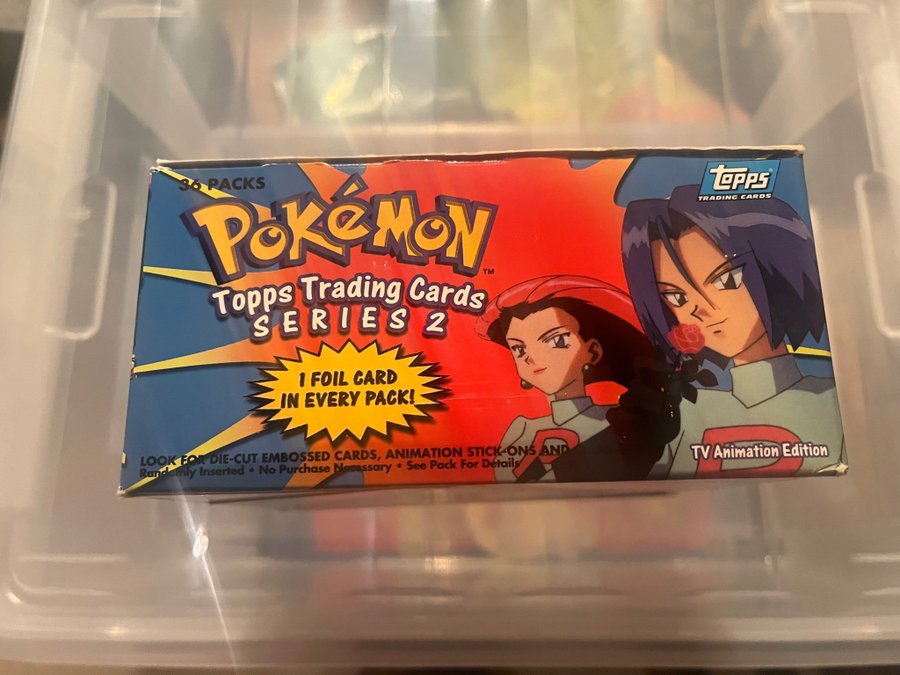 36 PACKS
topps
TRADING CARDS
POKéMON
™
Topps Trading Cards
SERIES 2
1 FOIL CARD
IN EVERY PACK!
LOOK FOR DIE-CUT EMBOSSED CARDS, ANIMATION STICK-ONS AND
Randomly Inserted • No Purchase Necessary • See Pack For Details
TV Animation Edition
R
R